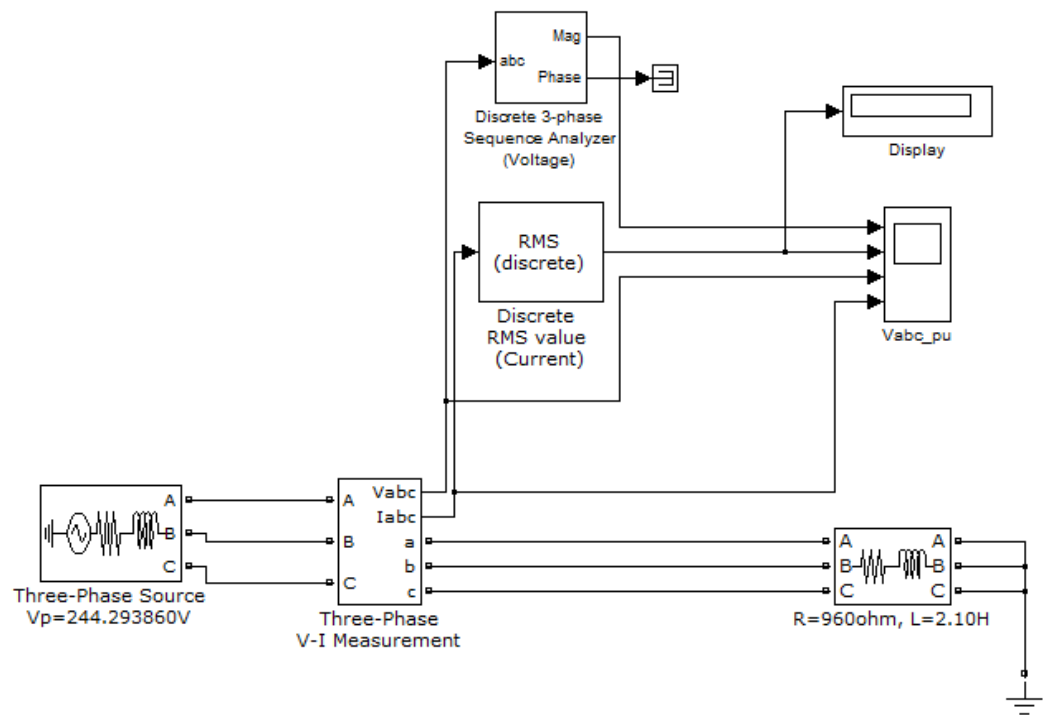 Mag
abc
Phase
Discrete 3-phase
Sequence Analyzer
(Voltage)
Display
RMS
(discrete)
Discrete
RMS value
(Current)
Vabc_pu
A
B
C
Three-Phase Source
Vp=244.293860V
A
B
C
Vabc
Iabc
a
b
c
Three-Phase
V-I Measurement
A A
B B
C C
R=960ohm, L=2.10H